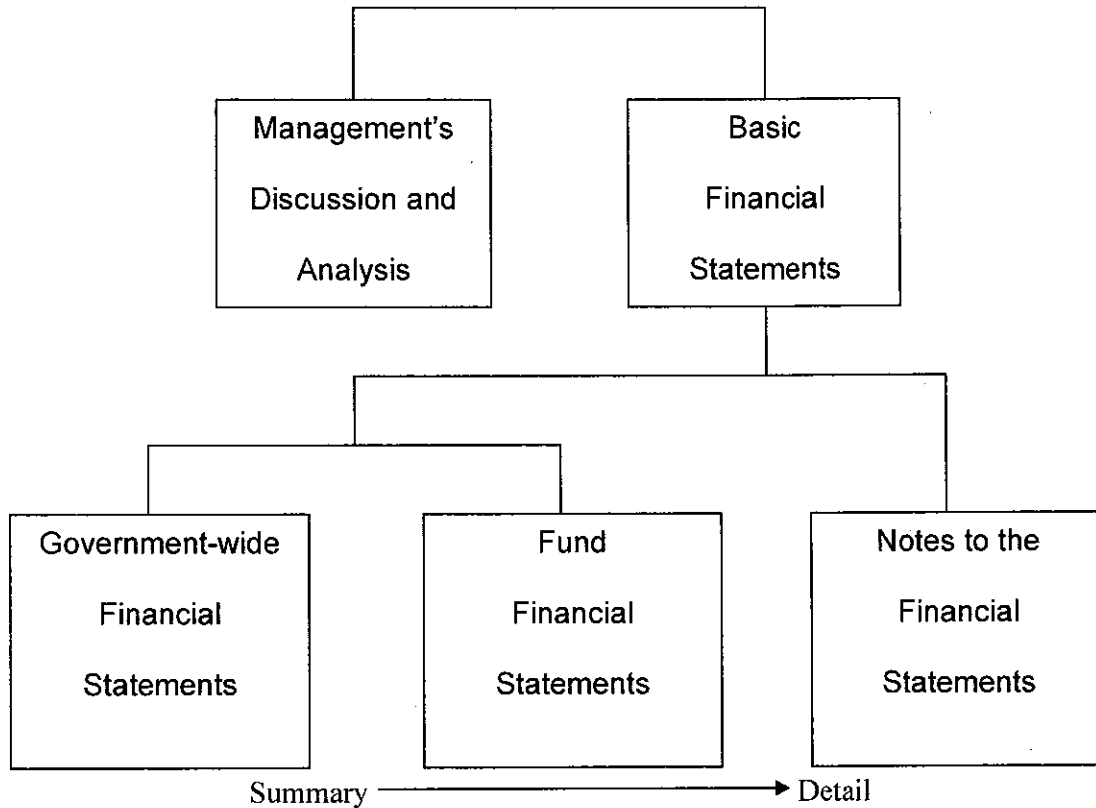 Management's
Discussion and
Analysis
Basic
Financial
Statements
Government-wide
Financial
Statements
Fund
Financial
Statements
Notes to the
Financial
Statements
Summary
Detail